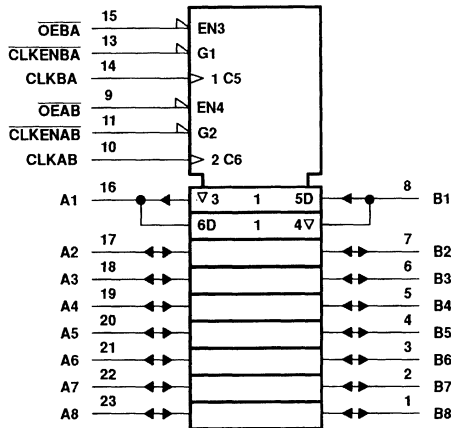 OEBA 15 EN3
CLKENBA 13 G1
CLKBA 14 1 C5
OEAB 9 EN4
CLKENAB 11 G2
CLKAB 10 2 C6
A1 16 ▽ 3 1 5D 8 B1
6D 1 4 ▽
A2 17 7 B2
A3 18 6 B3
A4 19 5 B4
A5 20 4 B5
A6 21 3 B6
A7 22 2 B7
A8 23 1 B8